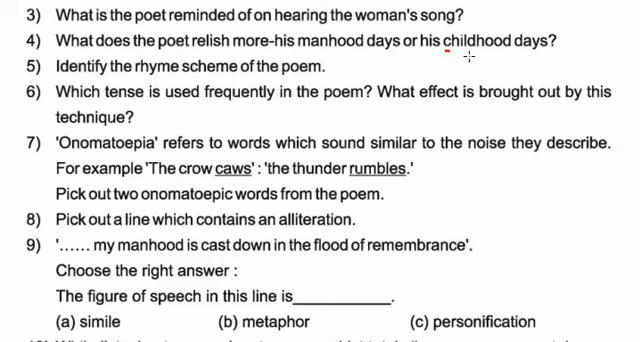 3) What is the poet reminded of on hearing the woman's song?
4) What does the poet relish more-his manhood days or his childhood days?
5) Identify the rhyme scheme of the poem.
6) Which tense is used frequently in the poem? What effect is brought out by this
technique?
7) 'Onomatoepia' refers to words which sound similar to the noise they describe.
For example 'The crow caws' : 'the thunder rumbles.'
Pick out two onomatoepic words from the poem.
8) Pick out a line which contains an alliteration.
9) '...... my manhood is cast down in the flood of remembrance'.
Choose the right answer :
The figure of speech in this line is____________.
(a) simile (b) metaphor (c) personification